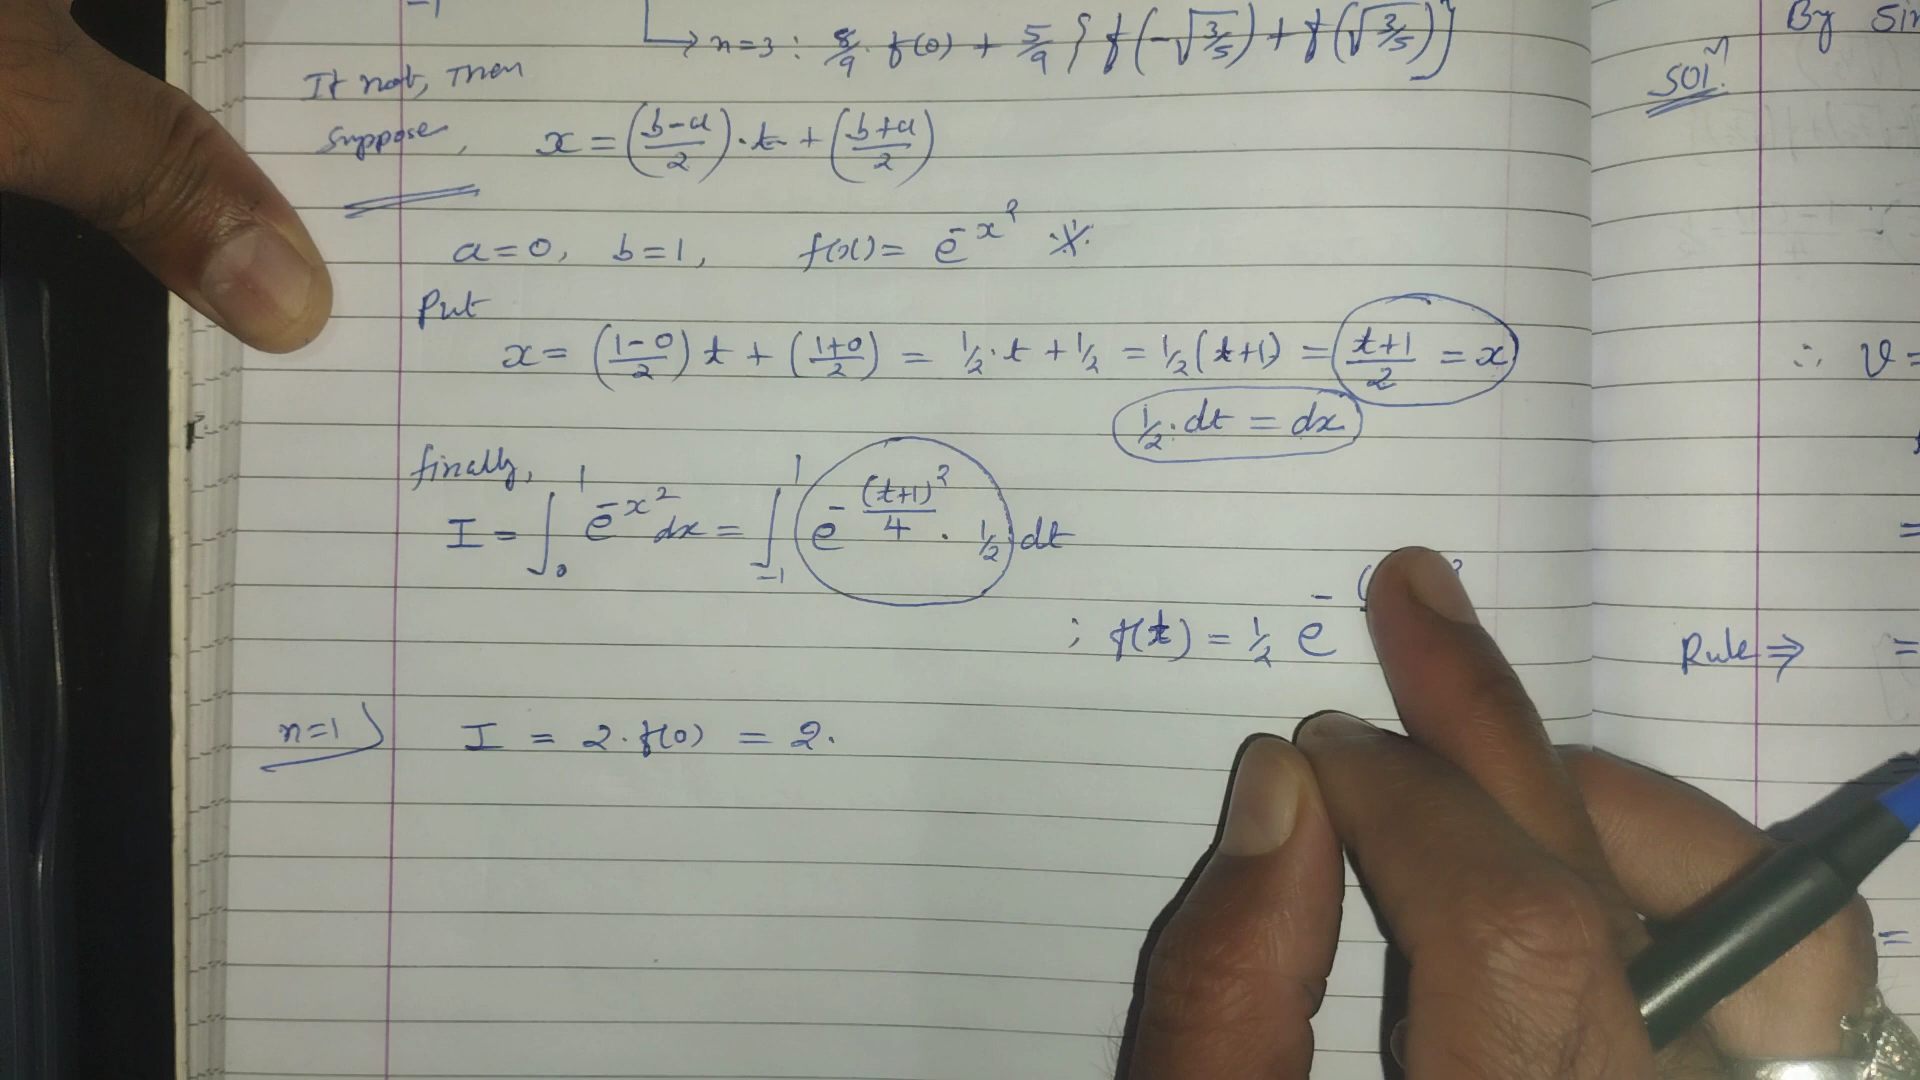 -1
→ n=3 : 8/9 · f(0) + 5/9 { f(-√3/5) + f(√3/5) }
If not, Then
Suppose, x = (b-a/2) · t + (b+a/2)
a=0, b=1, f(x) = e^-x²
Put
x = (1-0/2) t + (1+0/2) = 1/2 · t + 1/2 = 1/2 (t+1) = t+1/2 = x
1/2 · dt = dx
finally,
I = ∫₀¹ e^-x² dx = ∫₋₁¹ e^-(t+1)²/4 · 1/2 dt
; f(t) = 1/2 e^-(
n=1) I = 2·f(0) = 2·
By Sin
Solⁿ.
∴ v=
=
Rule ⇒ =
=